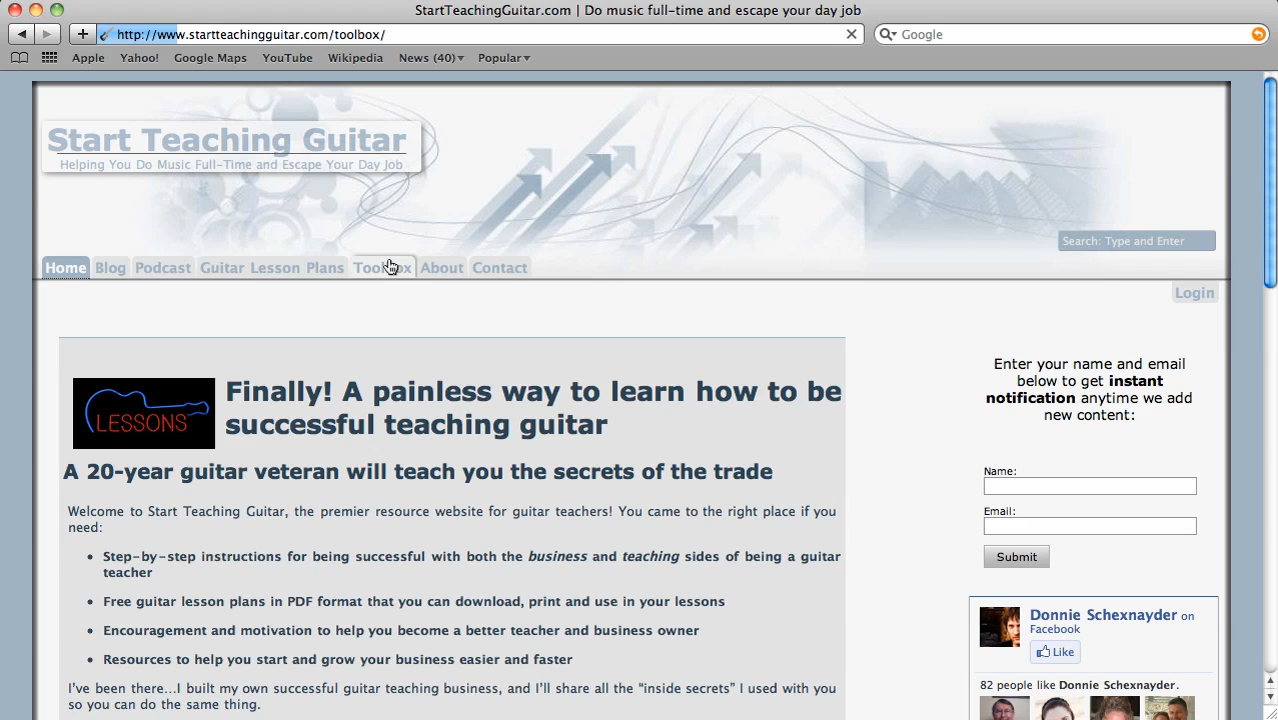 StartTeachingGuitar.com | Do music full-time and escape your day job
http://www.startteachingguitar.com/toolbox/
Google
Apple Yahoo! Google Maps YouTube Wikipedia News (40) Popular
Start Teaching Guitar
Helping You Do Music Full-Time and Escape Your Day Job
Search: Type and Enter
Home Blog Podcast Guitar Lesson Plans Toolbox About Contact
Login
Finally! A painless way to learn how to be
successful teaching guitar
LESSONS
A 20-year guitar veteran will teach you the secrets of the trade
Welcome to Start Teaching Guitar, the premier resource website for guitar teachers! You came to the right place if you
need:
• Step-by-step instructions for being successful with both the business and teaching sides of being a guitar
teacher
• Free guitar lesson plans in PDF format that you can download, print and use in your lessons
• Encouragement and motivation to help you become a better teacher and business owner
• Resources to help you start and grow your business easier and faster
I've been there...I built my own successful guitar teaching business, and I'll share all the “inside secrets” I used with you
so you can do the same thing.
Enter your name and email
below to get instant
notification anytime we add
new content:
Name:
Email:
Submit
Donnie Schexnayder on
Facebook
Like
82 people like Donnie Schexnayder.